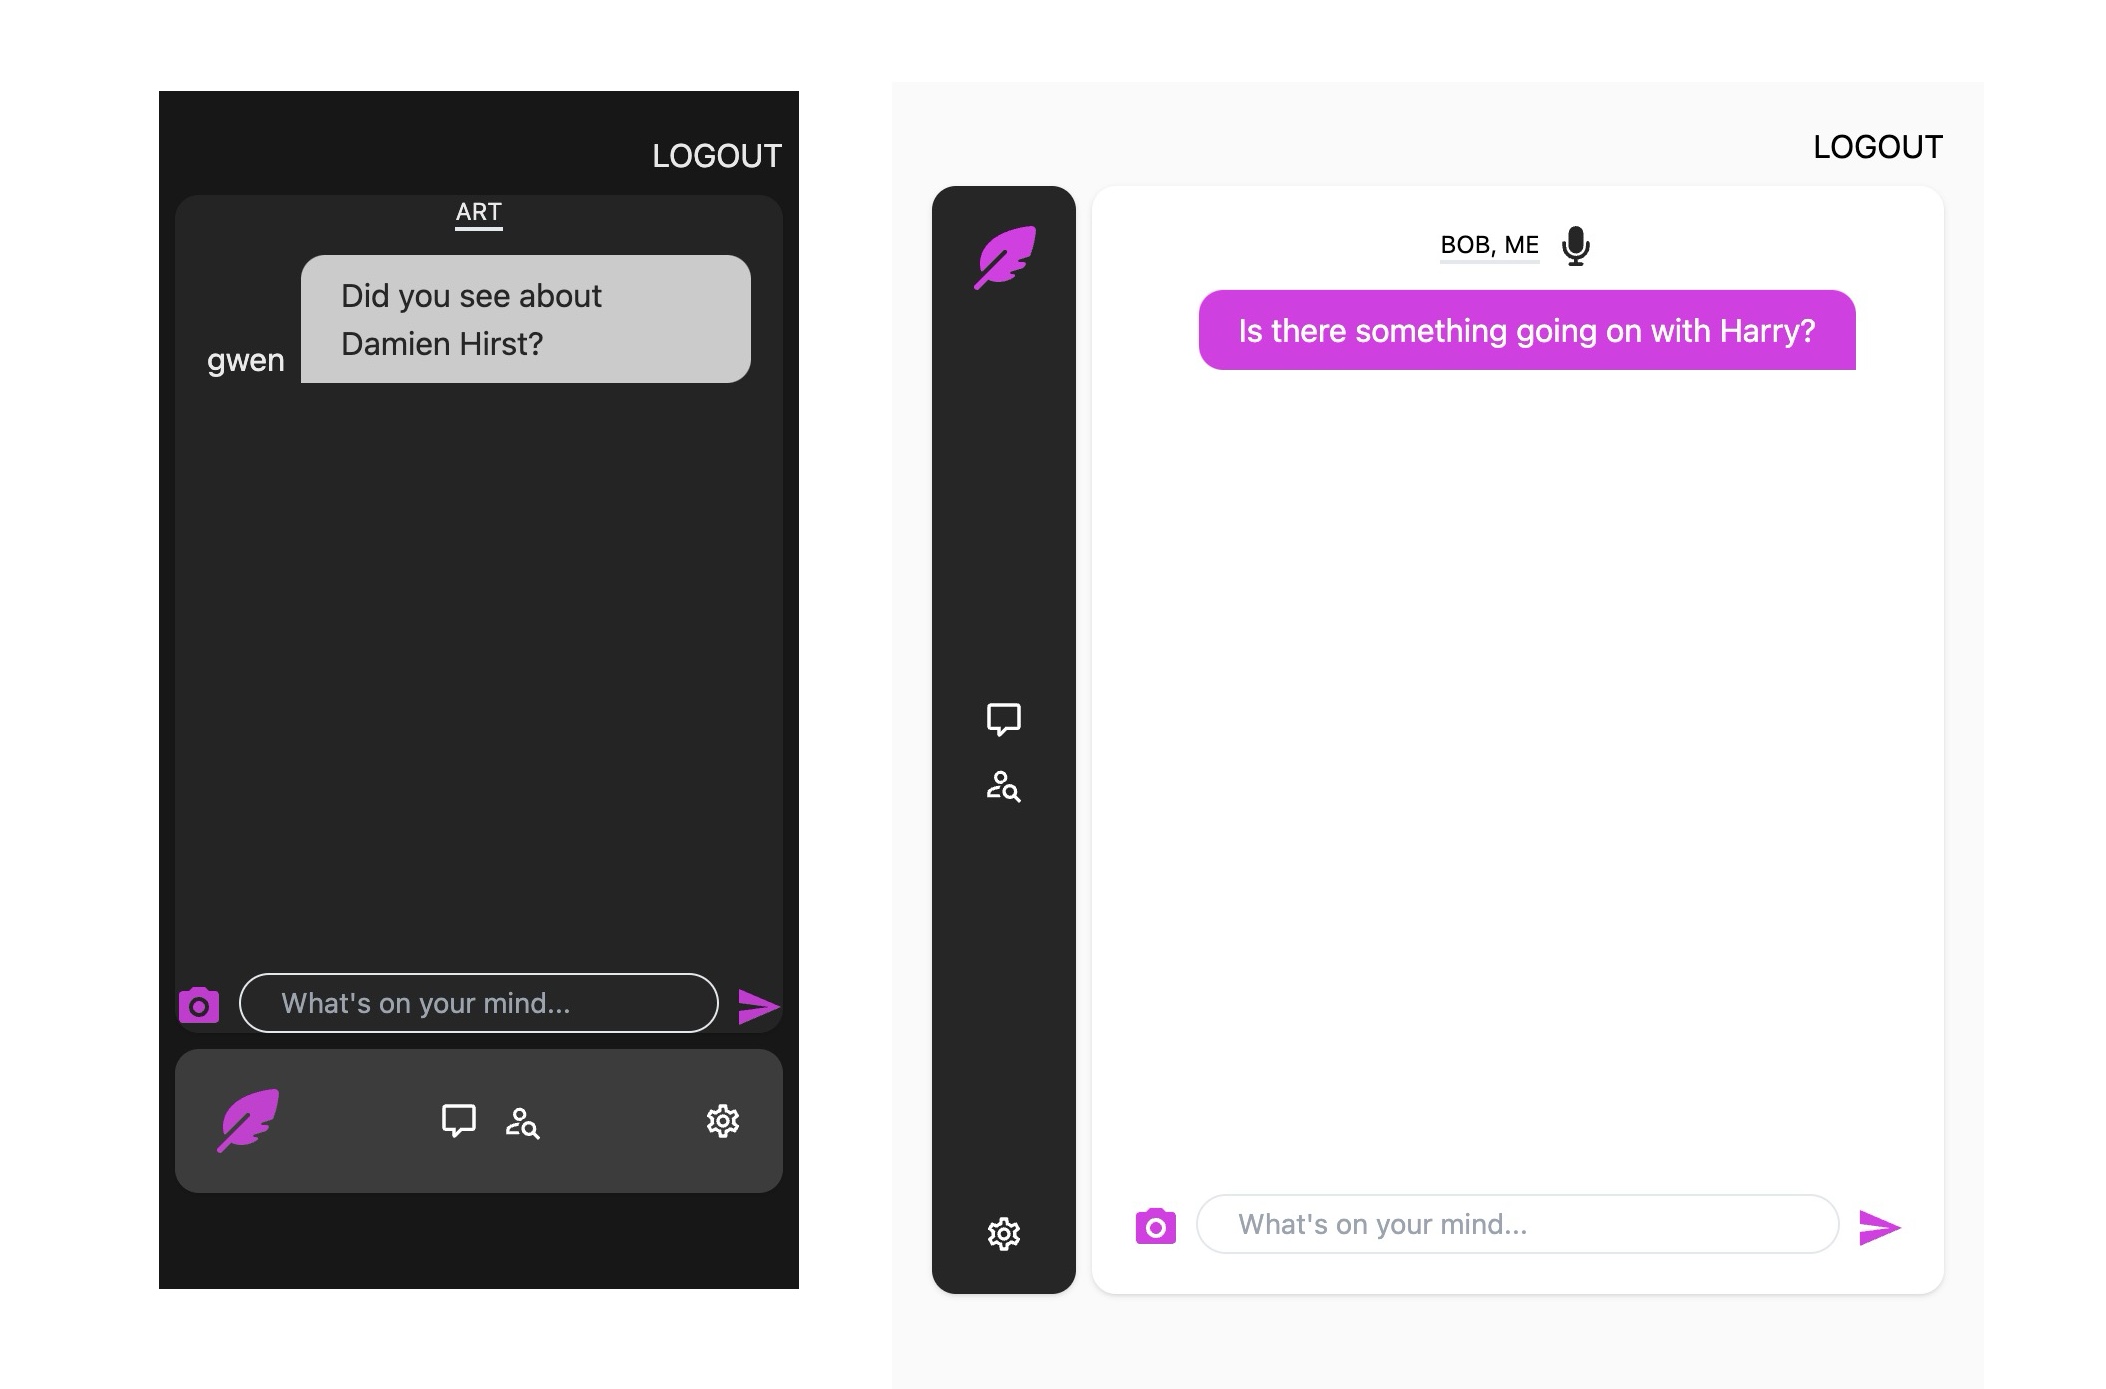 LOGOUT
ART
Did you see about
Damien Hirst?
gwen
What's on your mind...
LOGOUT
BOB, ME
Is there something going on with Harry?
What's on your mind...